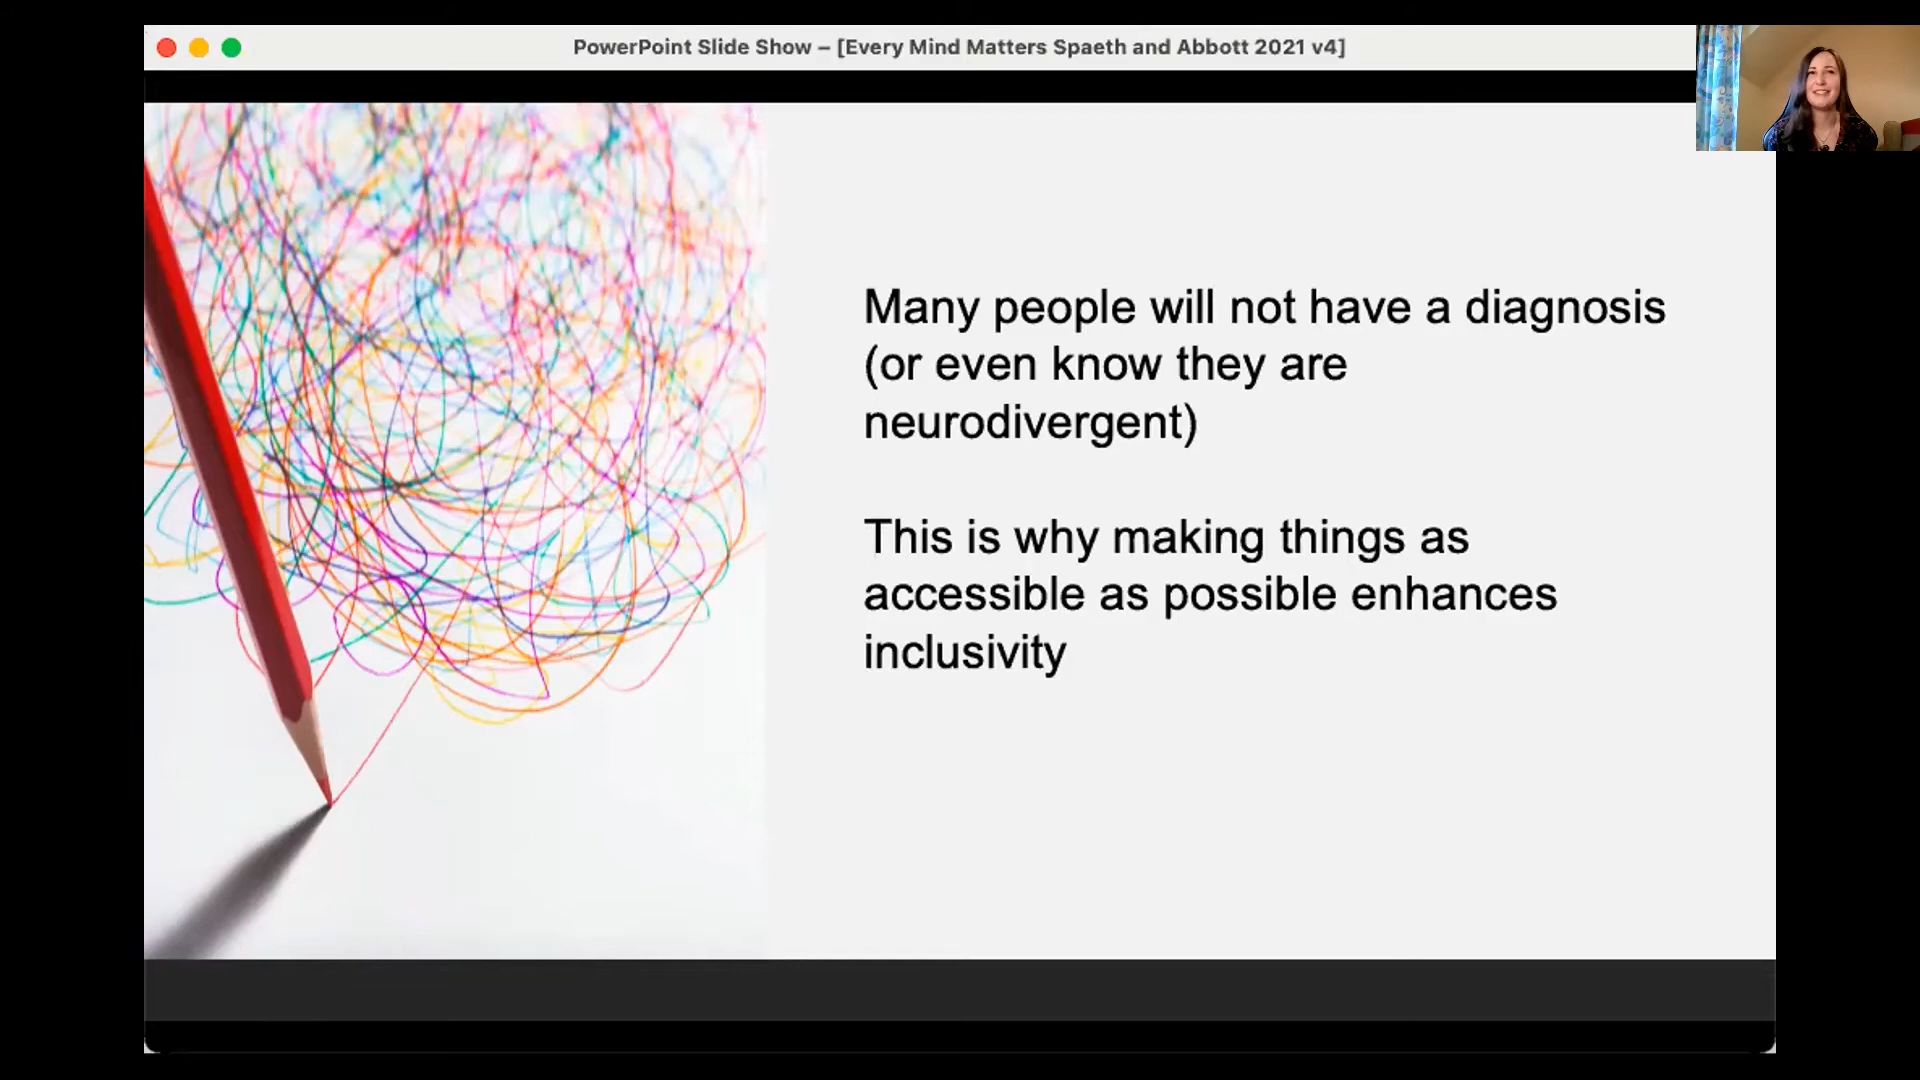 PowerPoint Slide Show – [Every Mind Matters Spaeth and Abbott 2021 v4]
Many people will not have a diagnosis
(or even know they are
neurodivergent)
This is why making things as
accessible as possible enhances
inclusivity